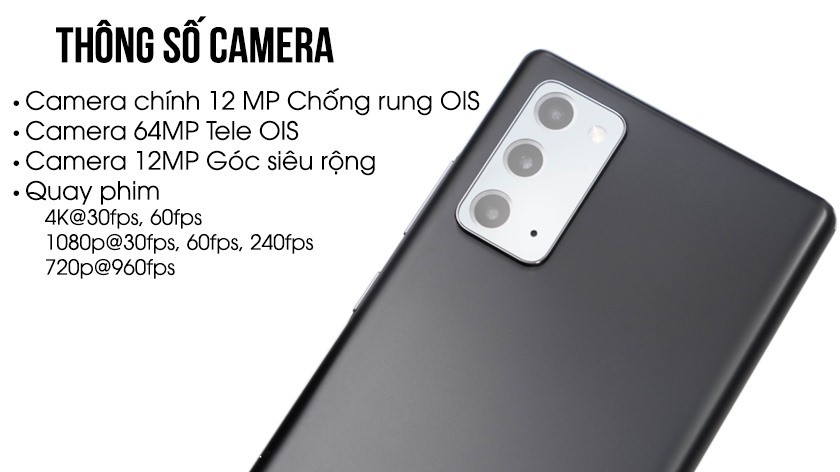 THÔNG SỐ CAMERA
• Camera chính 12 MP Chống rung OIS
• Camera 64MP Tele OIS
• Camera 12MP Góc siêu rộng
• Quay phim
4K@30fps, 60fps
1080p@30fps, 60fps, 240fps
720p@960fps